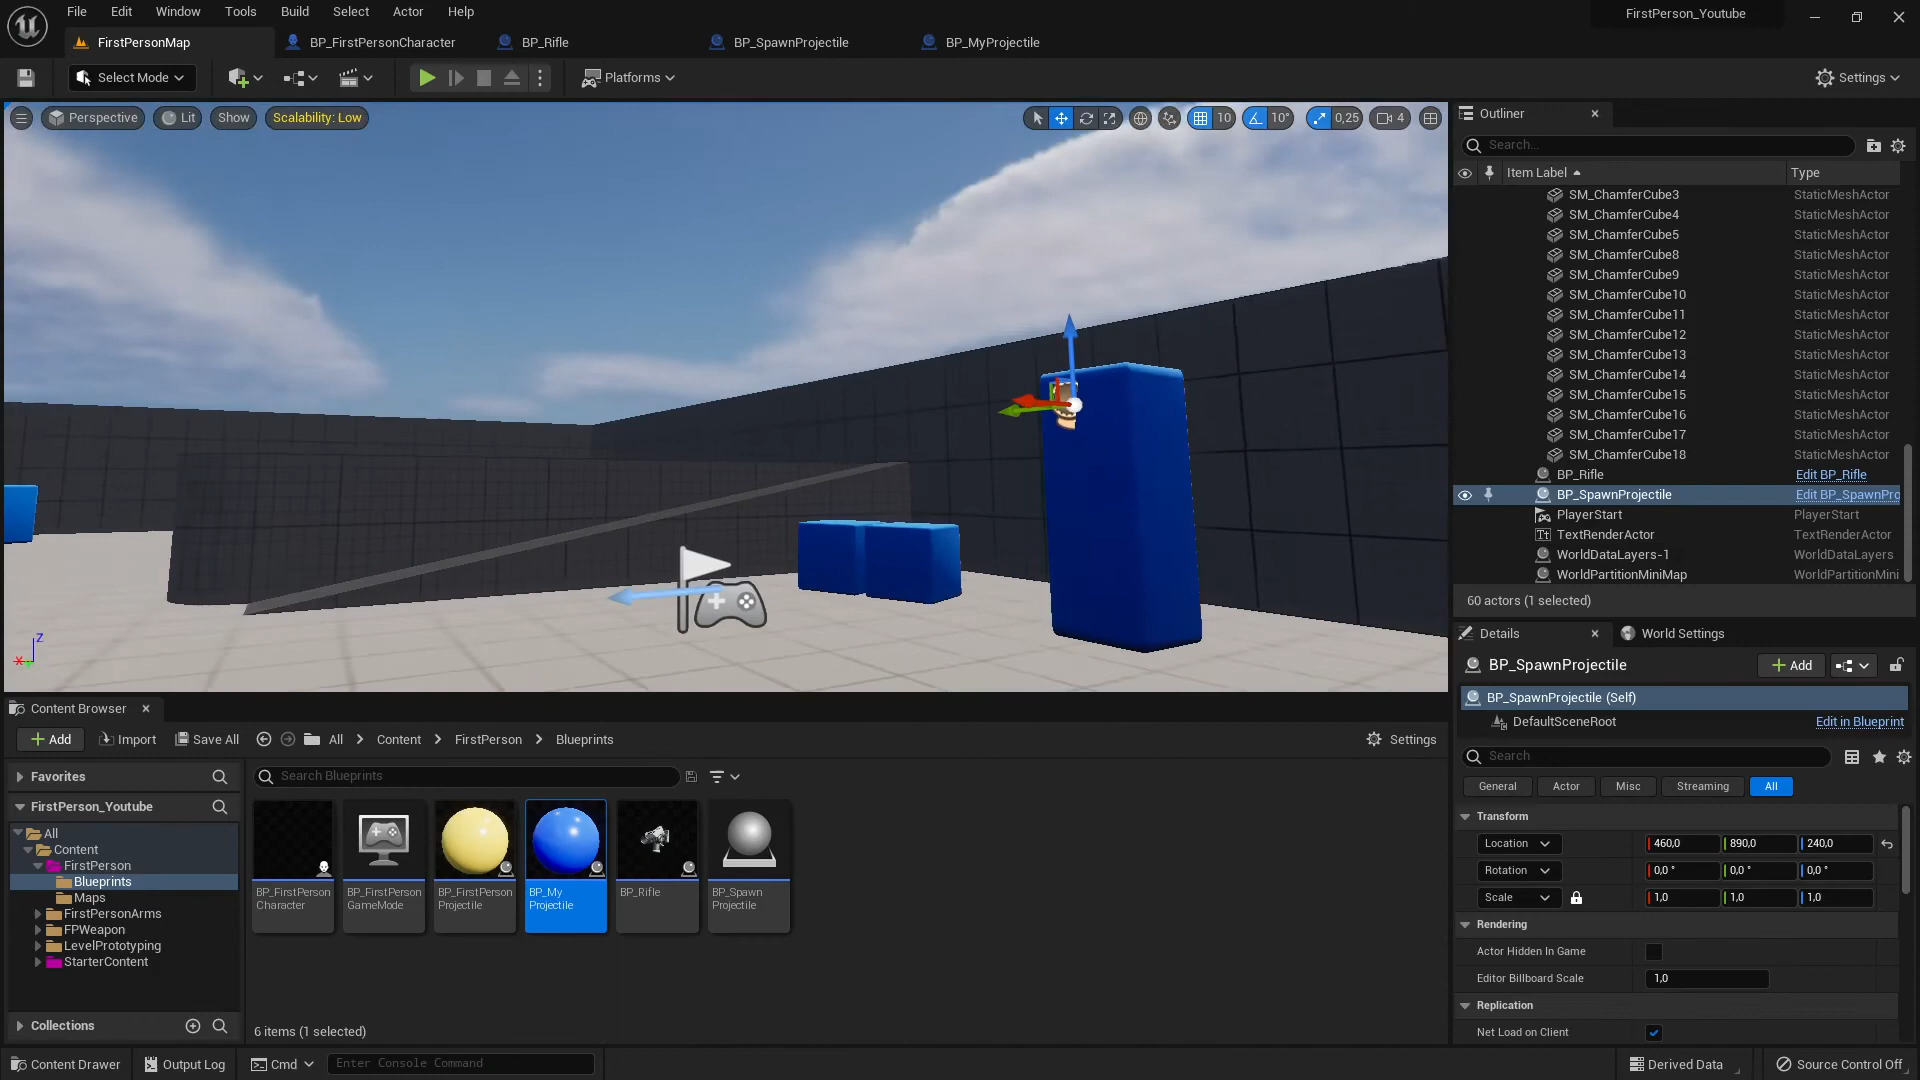 File Edit Window Tools Build Select Actor Help
FirstPerson_Youtube
FirstPersonMap
BP_FirstPersonCharacter
BP_Rifle
BP_SpawnProjectile
BP_MyProjectile
Select Mode
Platforms
Settings
Perspective
Lit
Show
Scalability: Low
10
10°
0,25
4
Outliner
Search...
Item Label
Type
SM_ChamferCube3 StaticMeshActor
SM_ChamferCube4 StaticMeshActor
SM_ChamferCube5 StaticMeshActor
SM_ChamferCube8 StaticMeshActor
SM_ChamferCube9 StaticMeshActor
SM_ChamferCube10 StaticMeshActor
SM_ChamferCube11 StaticMeshActor
SM_ChamferCube12 StaticMeshActor
SM_ChamferCube13 StaticMeshActor
SM_ChamferCube14 StaticMeshActor
SM_ChamferCube15 StaticMeshActor
SM_ChamferCube16 StaticMeshActor
SM_ChamferCube17 StaticMeshActor
SM_ChamferCube18 StaticMeshActor
BP_Rifle Edit BP_Rifle
BP_SpawnProjectile Edit BP_SpawnPro
PlayerStart PlayerStart
TextRenderActor TextRenderActor
WorldDataLayers-1 WorldDataLayers
WorldPartitionMiniMap WorldPartitionMini
60 actors (1 selected)
Details
World Settings
BP_SpawnProjectile
Add
BP_SpawnProjectile (Self)
DefaultSceneRoot
Edit in Blueprint
Search
General Actor Misc Streaming All
Transform
Location 460,0 890,0 240,0
Rotation 0,0 ° 0,0 ° 0,0 °
Scale 1,0 1,0 1,0
Rendering
Actor Hidden In Game
Editor Billboard Scale 1,0
Replication
Net Load on Client
Z
X
Content Browser
Add
Import
Save All
All
Content
FirstPerson
Blueprints
Settings
Favorites
FirstPerson_Youtube
All
Content
FirstPerson
Blueprints
Maps
FirstPersonArms
FPWeapon
LevelPrototyping
StarterContent
Collections
Search Blueprints
BP_FirstPerson
Character
BP_FirstPerson
GameMode
BP_FirstPerson
Projectile
BP_My
Projectile
BP_Rifle
BP_Spawn
Projectile
6 items (1 selected)
Content Drawer
Output Log
Cmd
Enter Console Command
Derived Data
Source Control Off